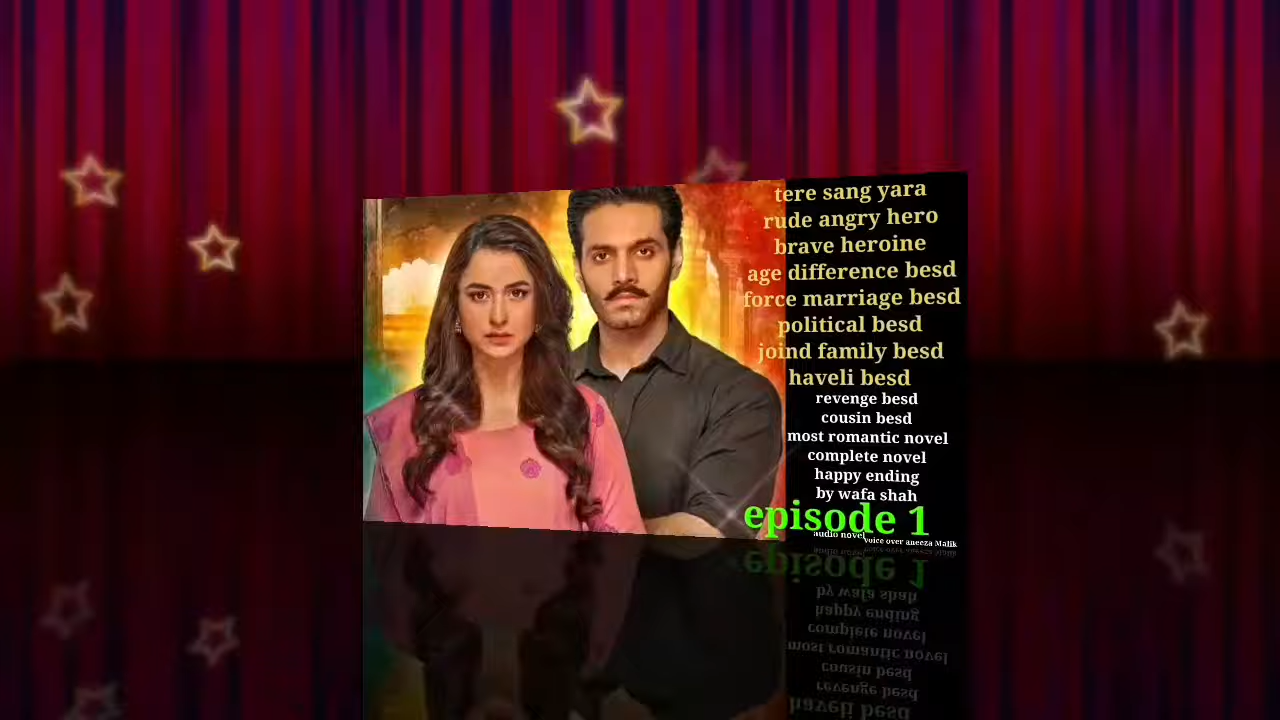 tere sang yara
rude angry hero
brave heroine
age difference besd
force marriage besd
political besd
joind family besd
haveli besd
revenge besd
cousin besd
most romantic novel
complete novel
happy ending
by wafa shah
episode 1
audio novel
voice over aneeza Malik